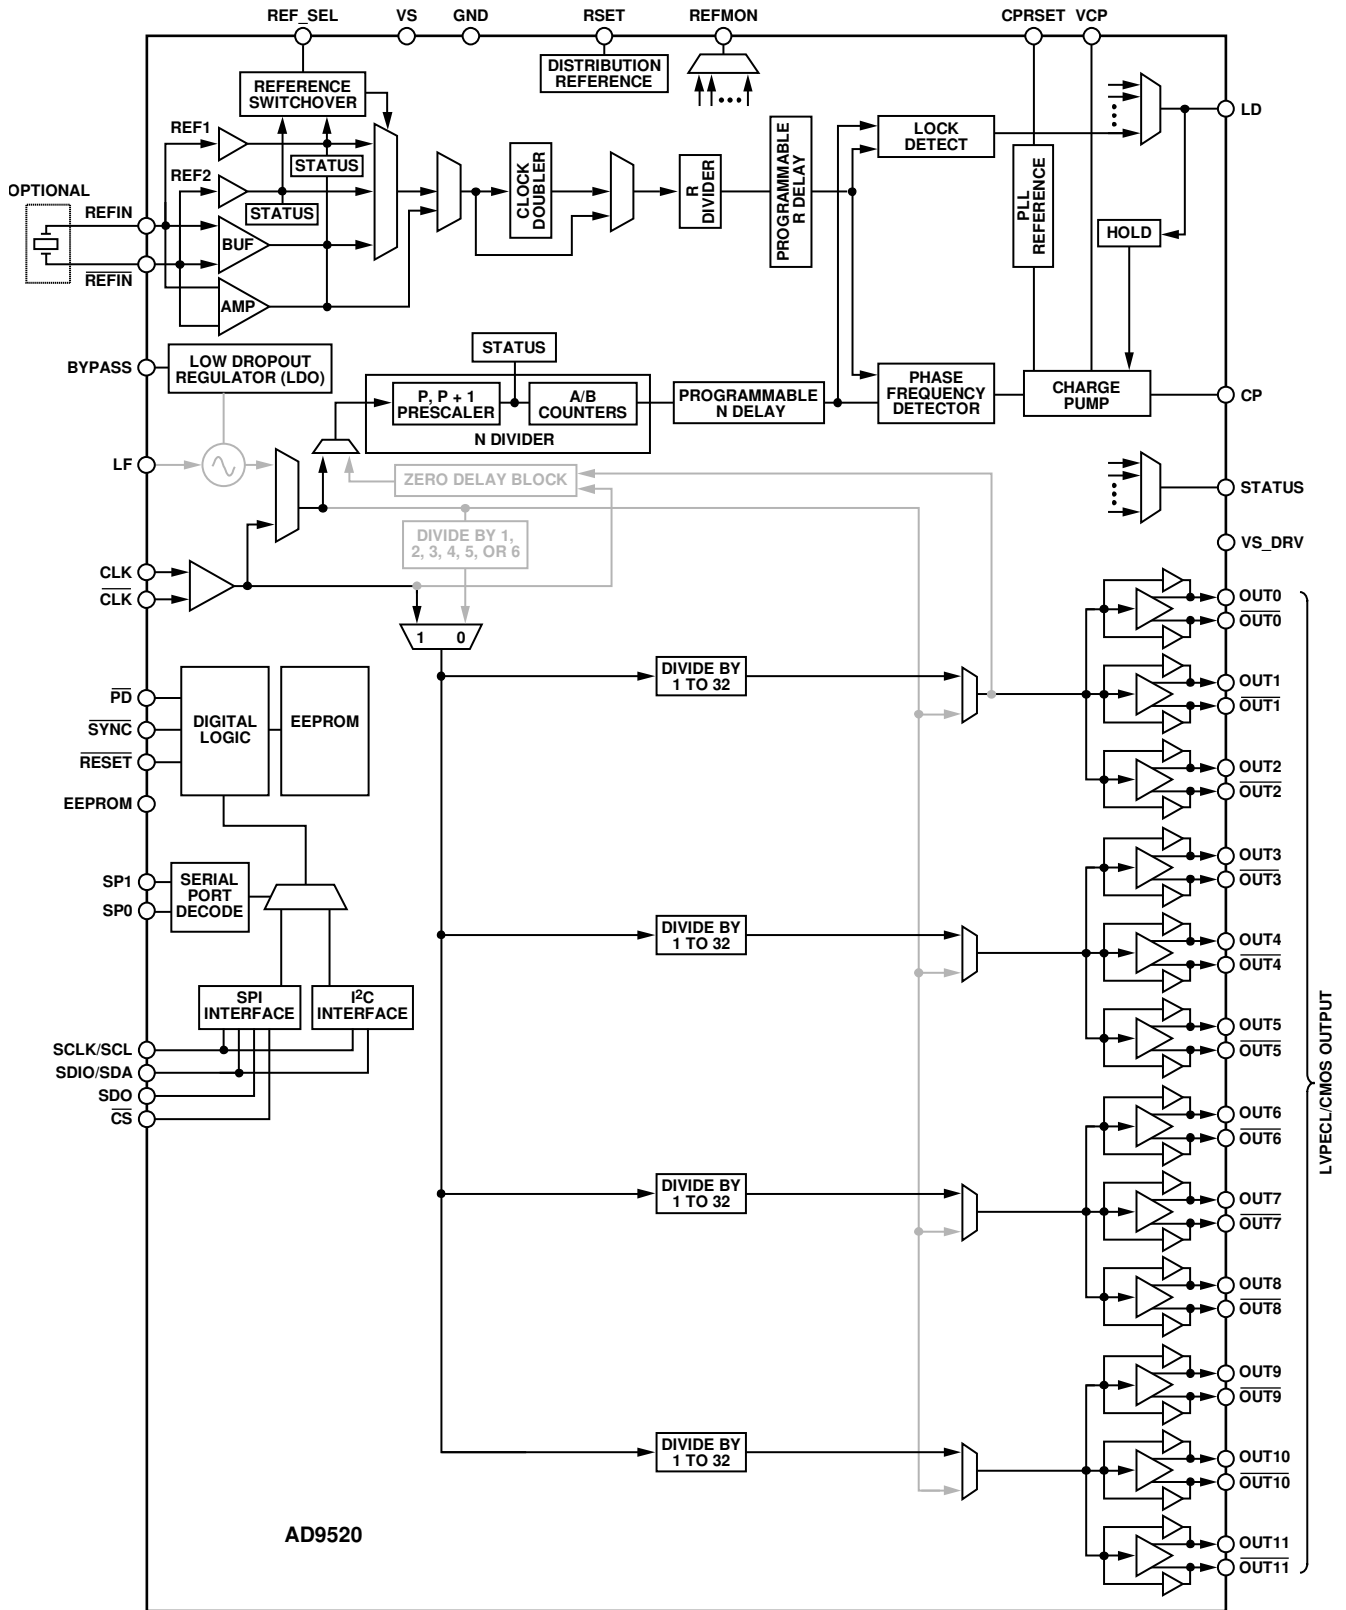 REF_SEL VS GND RSET REFMON CPRSET VCP
DISTRIBUTION
REFERENCE
REFERENCE
SWITCHOVER
LD
REF1
STATUS
REF2
STATUS
OPTIONAL
REFIN
REFIN
BUF
AMP
CLOCK
DOUBLER
R
DIVIDER
PROGRAMMABLE
R DELAY
LOCK
DETECT
PLL
REFERENCE
HOLD
BYPASS
LOW DROPOUT
REGULATOR (LDO)
STATUS
P, P + 1
PRESCALER
A/B
COUNTERS
N DIVIDER
PROGRAMMABLE
N DELAY
PHASE
FREQUENCY
DETECTOR
CHARGE
PUMP
CP
LF
ZERO DELAY BLOCK
STATUS
DIVIDE BY 1,
2, 3, 4, 5, OR 6
VS_DRV
CLK
CLK
1 0
OUT0
OUT0
DIVIDE BY
1 TO 32
OUT1
OUT1
OUT2
OUT2
PD
SYNC
RESET
DIGITAL
LOGIC
EEPROM
EEPROM
SP1
SP0
SERIAL
PORT
DECODE
OUT3
OUT3
DIVIDE BY
1 TO 32
OUT4
OUT4
OUT5
OUT5
SPI
INTERFACE
I²C
INTERFACE
SCLK/SCL
SDIO/SDA
SDO
CS
LVPECL/CMOS OUTPUT
OUT6
OUT6
DIVIDE BY
1 TO 32
OUT7
OUT7
OUT8
OUT8
OUT9
OUT9
DIVIDE BY
1 TO 32
OUT10
OUT10
OUT11
OUT11
AD9520